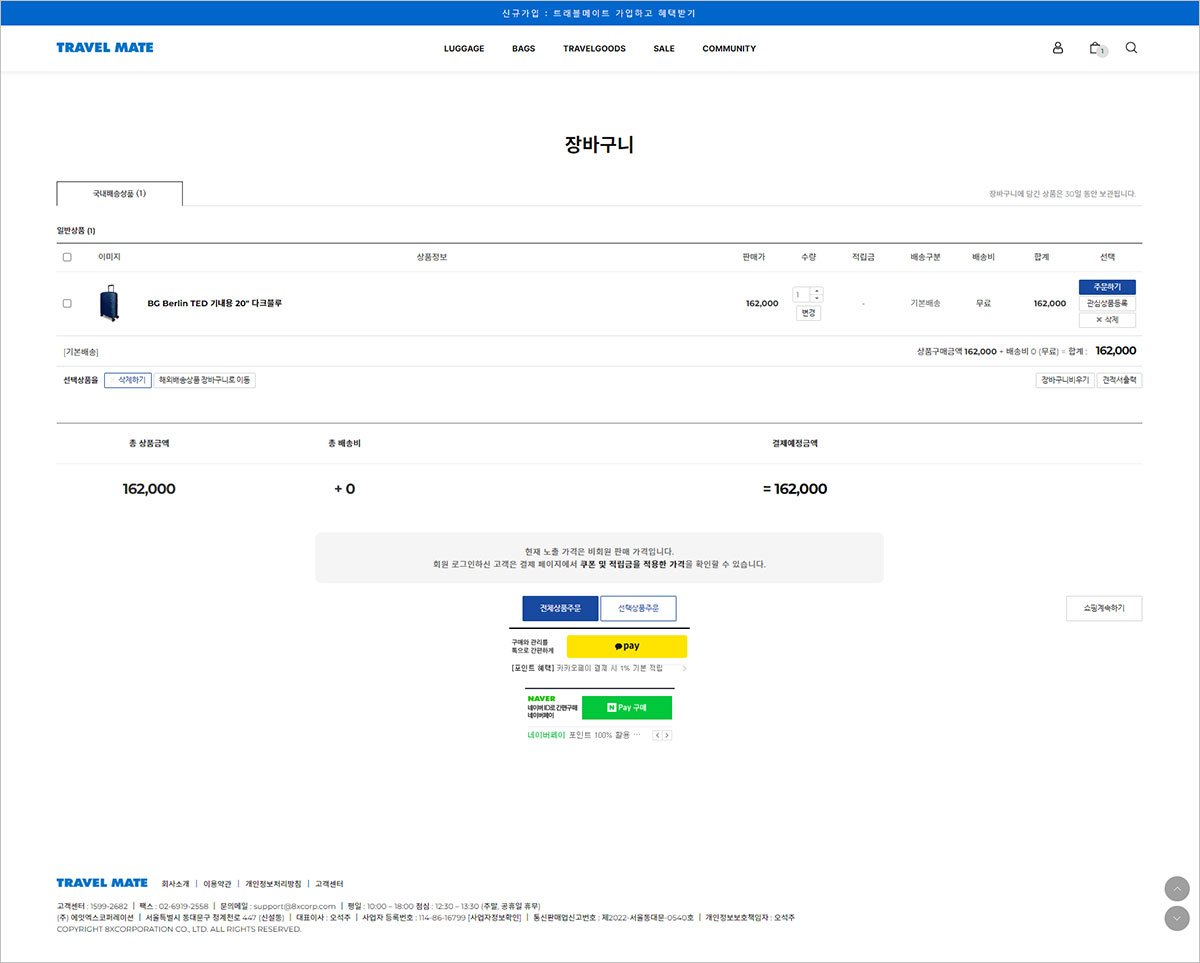 신규가입 : 트래블메이트 가입하고 혜택받기
TRAVEL MATE LUGGAGE BAGS TRAVELGOODS SALE COMMUNITY 1
장바구니
국내배송상품 (1) 장바구니에 담긴 상품은 30일 동안 보관됩니다.
일반상품 (1)
이미지 상품정보 판매가 수량 적립금 배송구분 배송비 합계 선택
BG Berlin TED 기내용 20" 다크블루 162,000 1 변경 - 기본배송 무료 162,000 주문하기
관심상품등록
× 삭제
[기본배송] 상품구매금액 162,000 + 배송비 0 (무료) = 합계 : 162,000
선택상품을 삭제하기 해외배송상품 장바구니로 이동 장바구니비우기 견적서출력
총 상품금액 총 배송비 결제예정금액
162,000 + 0 = 162,000
현재 노출 가격은 비회원 판매 가격입니다.
회원 로그인하신 고객은 결제 페이지에서 쿠폰 및 적립금을 적용한 가격을 확인할 수 있습니다.
전체상품주문 선택상품주문 쇼핑계속하기
구매와 관리를
톡으로 간편하게
pay
[포인트 혜택] 카카오페이 결제 시 1% 기본 적립
NAVER
네이버 ID로 간편구매
네이버페이
N Pay 구매
네이버페이 포인트 100% 활용 ···
TRAVEL MATE 회사소개 | 이용약관 | 개인정보처리방침 | 고객센터
고객센터 : 1599-2682 | 팩스 : 02-6919-2558 | 문의메일 : support@8xcorp.com | 평일 : 10:00 ~ 18:00 점심 : 12:30 ~ 13:30 (주말, 공휴일 휴무)
(주) 에잇엑스코퍼레이션 | 서울특별시 동대문구 청계천로 447 (신설동) | 대표이사 : 오석주 | 사업자 등록번호 : 114-86-16799 [사업자정보확인] | 통신판매업신고번호 : 제2022-서울동대문-0540호 | 개인정보보호책임자 : 오석주
COPYRIGHT 8XCORPORATION CO., LTD. ALL RIGHTS RESERVED.